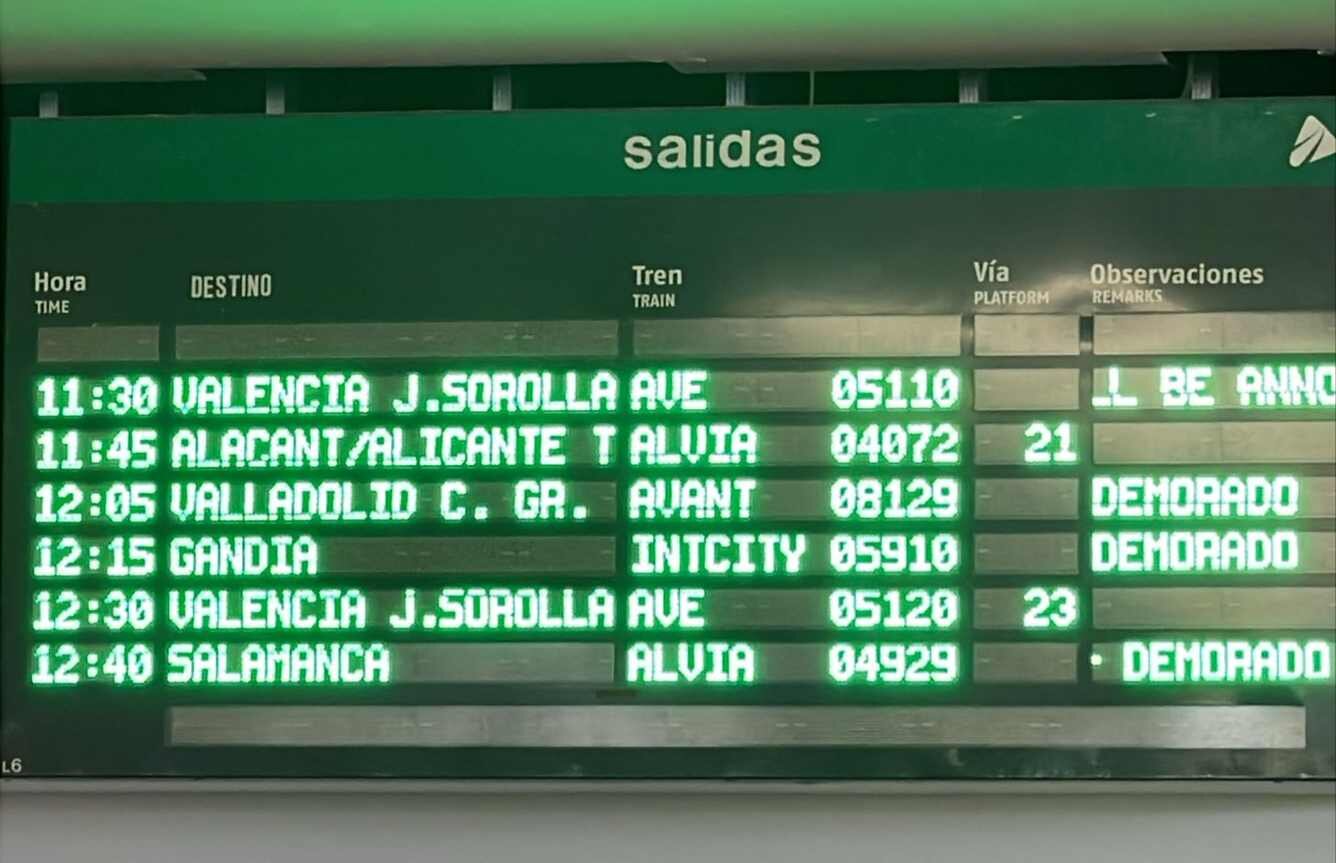 salidas
Hora DESTINO Tren Vía Observaciones
TIME TRAIN PLATFORM REMARKS
11:30 VALENCIA J.SOROLLA AVE 05110 L BE ANNO
11:45 ALACANT/ALICANTE T ALVIA 04072 21
12:05 VALLADOLID C. GR. AVANT 08129 DEMORADO
12:15 GANDIA INTCITY 05910 DEMORADO
12:30 VALENCIA J.SOROLLA AVE 05120 23
12:40 SALAMANCA ALVIA 04929 DEMORADO
L6